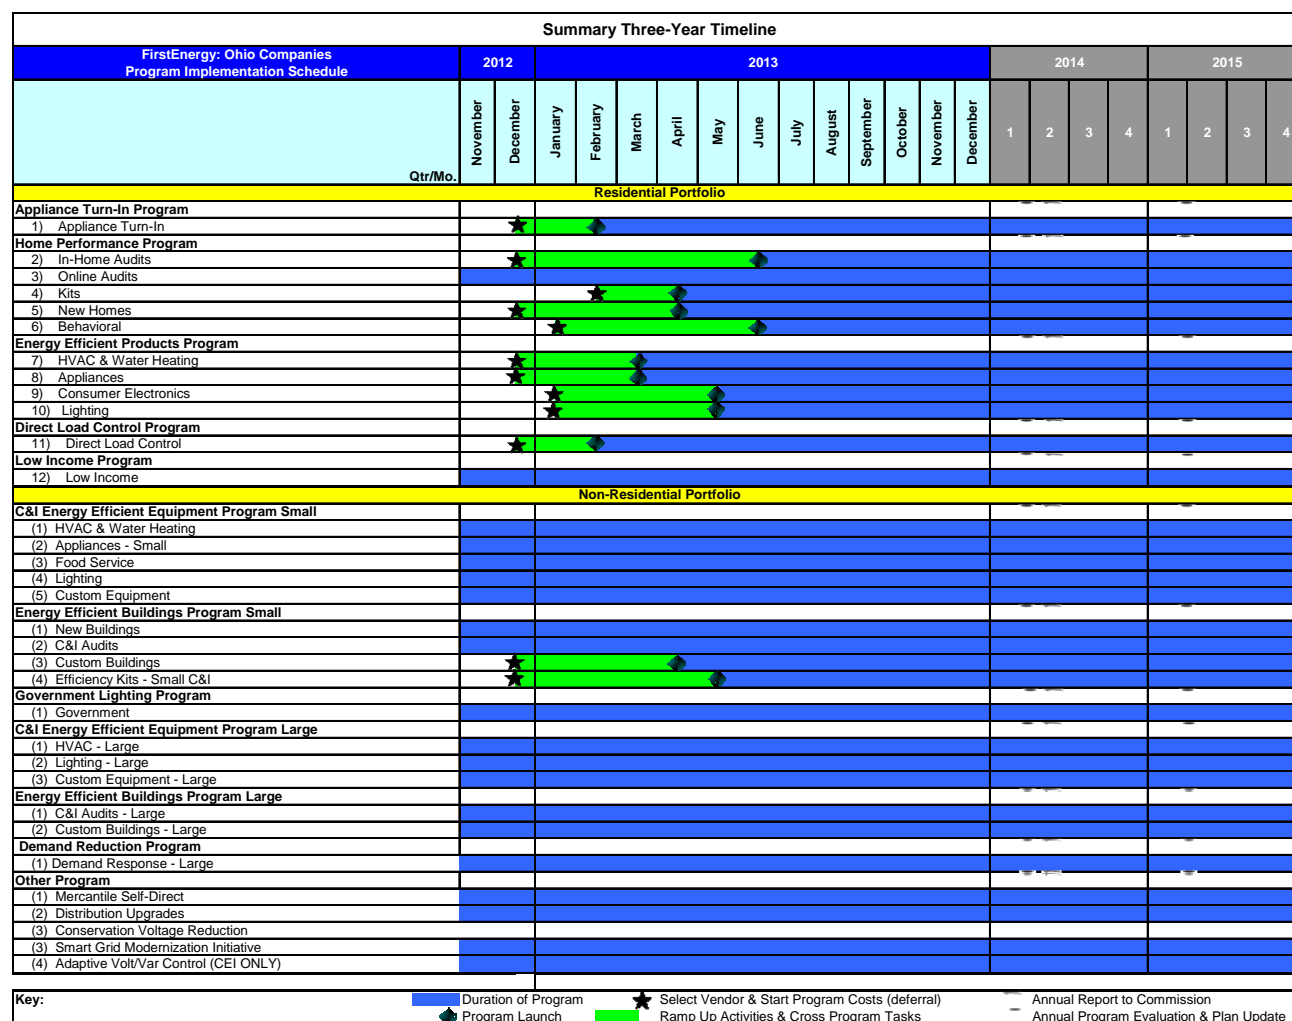 Summary Three-Year Timeline
FirstEnergy: Ohio Companies
Program Implementation Schedule
2012
2013
2014
2015
Qtr/Mo.
November
December
January
February
March
April
May
June
July
August
September
October
November
December
1
2
3
4
1
2
3
4
Residential Portfolio
Appliance Turn-In Program
1) Appliance Turn-In
Home Performance Program
2) In-Home Audits
3) Online Audits
4) Kits
5) New Homes
6) Behavioral
Energy Efficient Products Program
7) HVAC & Water Heating
8) Appliances
9) Consumer Electronics
10) Lighting
Direct Load Control Program
11) Direct Load Control
Low Income Program
12) Low Income
Non-Residential Portfolio
C&I Energy Efficient Equipment Program Small
(1) HVAC & Water Heating
(2) Appliances - Small
(3) Food Service
(4) Lighting
(5) Custom Equipment
Energy Efficient Buildings Program Small
(1) New Buildings
(2) C&I Audits
(3) Custom Buildings
(4) Efficiency Kits - Small C&I
Government Lighting Program
(1) Government
C&I Energy Efficient Equipment Program Large
(1) HVAC - Large
(2) Lighting - Large
(3) Custom Equipment - Large
Energy Efficient Buildings Program Large
(1) C&I Audits - Large
(2) Custom Buildings - Large
Demand Reduction Program
(1) Demand Response - Large
Other Program
(1) Mercantile Self-Direct
(2) Distribution Upgrades
(3) Conservation Voltage Reduction
(3) Smart Grid Modernization Initiative
(4) Adaptive Volt/Var Control (CEI ONLY)
Key:
Duration of Program
Select Vendor & Start Program Costs (deferral)
Annual Report to Commission
Program Launch
Ramp Up Activities & Cross Program Tasks
Annual Program Evaluation & Plan Update